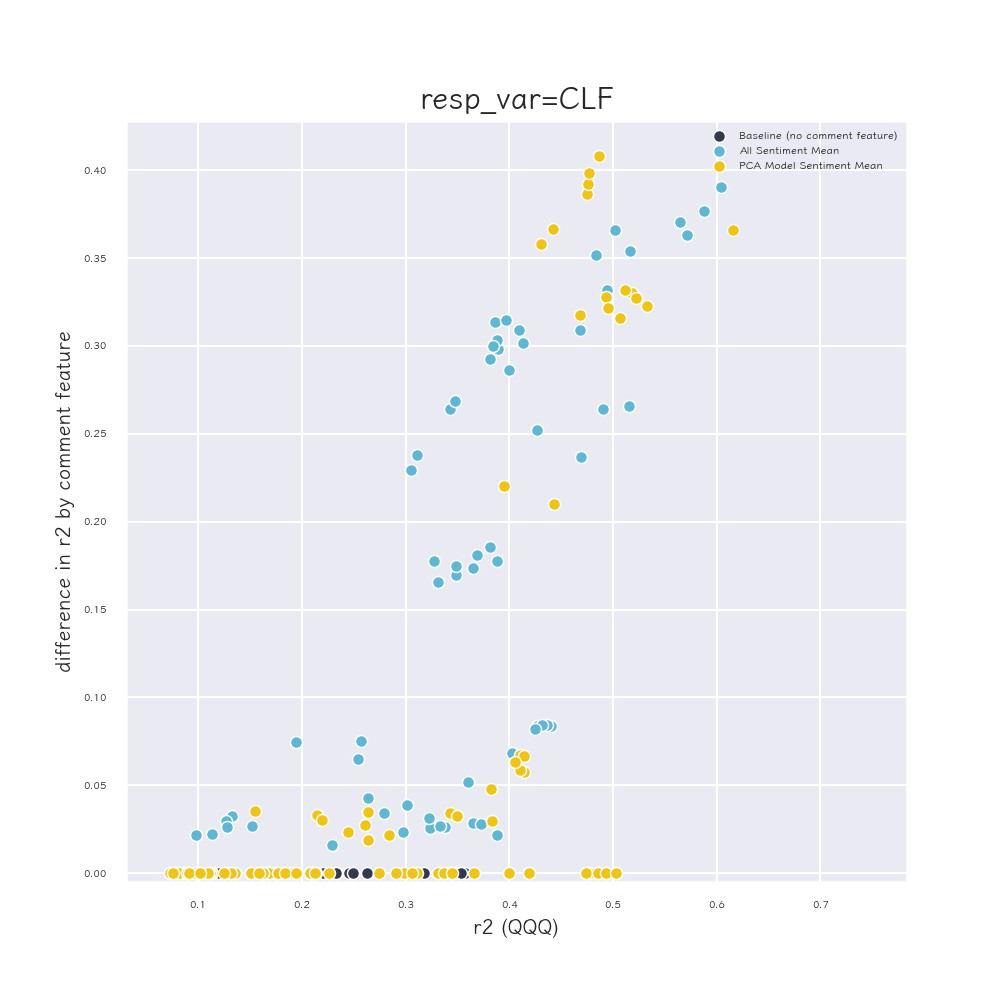 resp_var=CLF
Baseline (no comment feature)
All Sentiment Mean
PCA Model Sentiment Mean
0.40
0.35
0.30
0.25
0.20
0.15
0.10
0.05
0.00
difference in r2 by comment feature
0.1 0.2 0.3 0.4 0.5 0.6 0.7
r2 (QQQ)